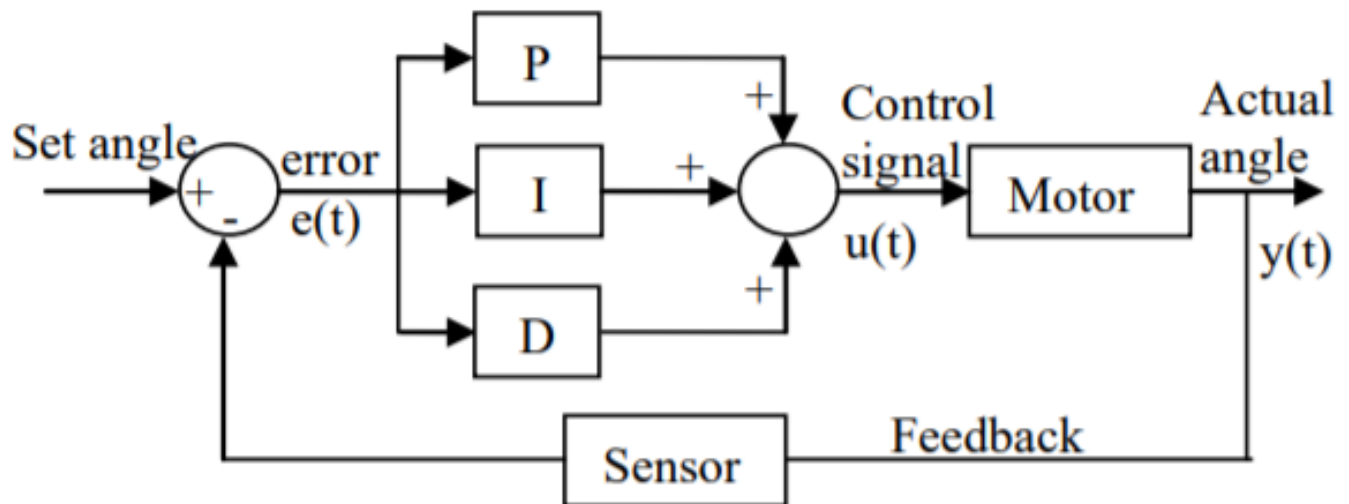 P
+
Control
Actual
Set angle
error
+
signal
angle
+
I
Motor
-
e(t)
u(t)
y(t)
+
D
Feedback
Sensor